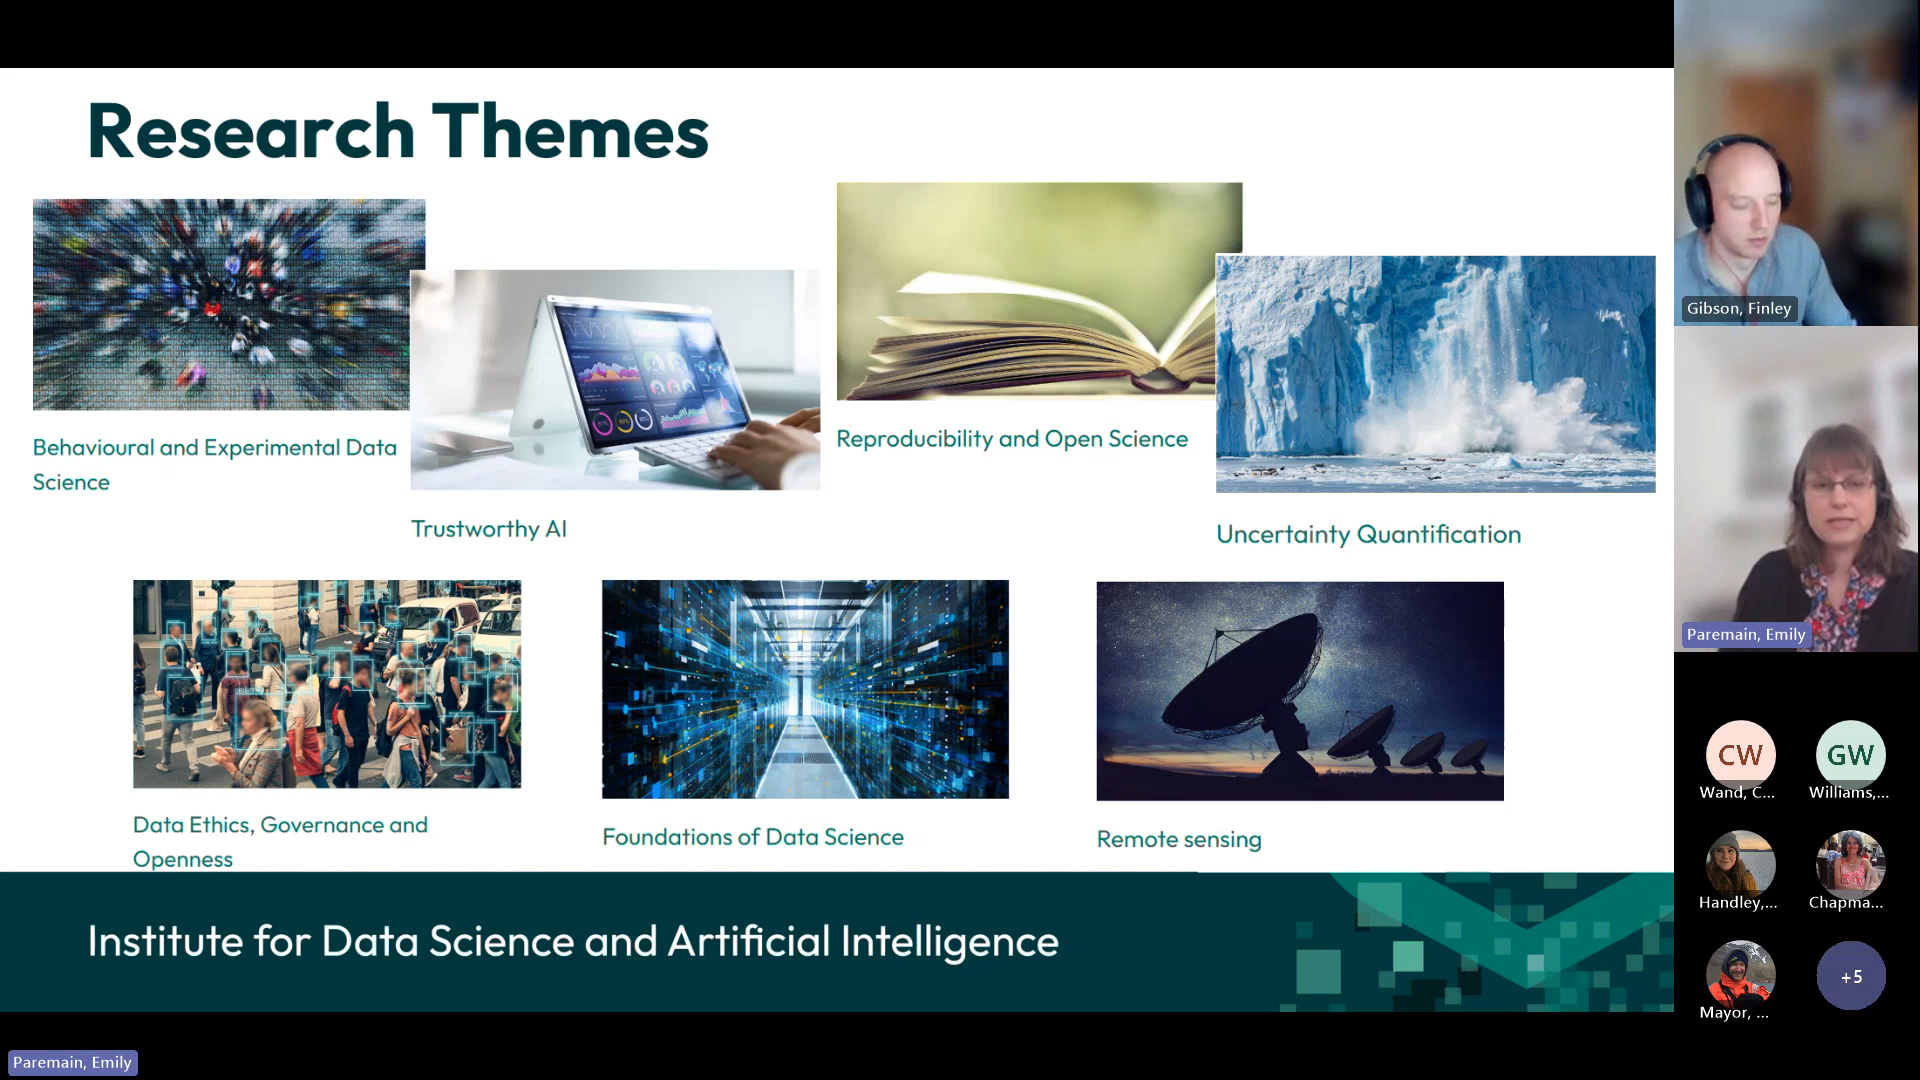 Research Themes
Behavioural and Experimental Data
Science
Trustworthy AI
Reproducibility and Open Science
Uncertainty Quantification
Data Ethics, Governance and
Openness
Foundations of Data Science
Remote sensing
Institute for Data Science and Artificial Intelligence
Paremain, Emily
Gibson, Finley
Paremain, Emily
CW
GW
Wand, C...
Williams,...
Handley,...
Chapma...
+5
Mayor, ...